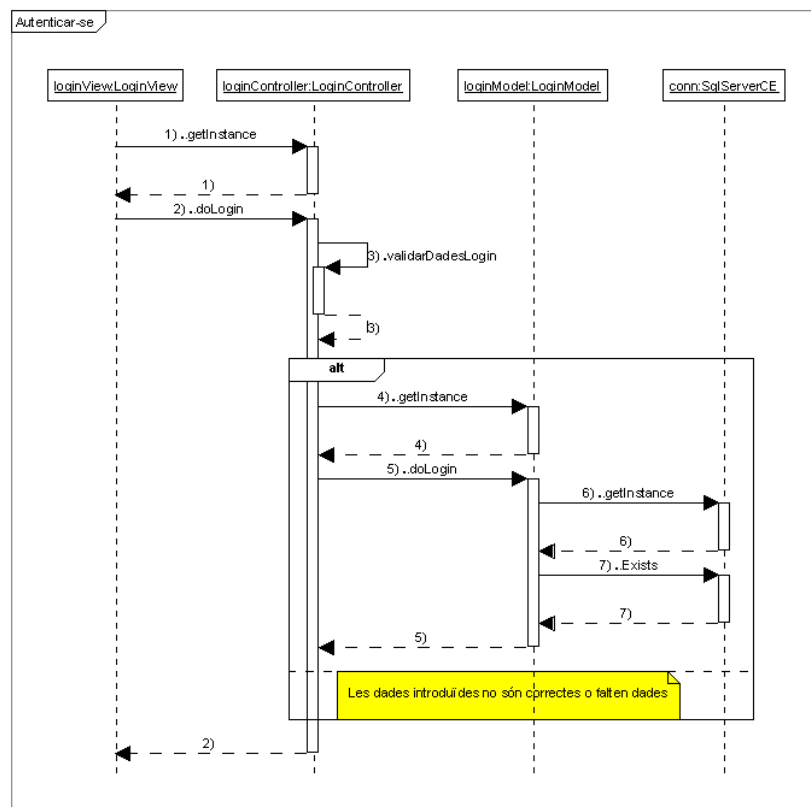 Autenticar-se
loginView:LoginView
loginController:LoginController
loginModel:LoginModel
conn:SqlServerCE
1)..getInstance
1)
2)..doLogin
3).validarDadesLogin
3)
alt
4)..getInstance
4)
5)..doLogin
6)..getInstance
6)
7)..Exists
7)
5)
Les dades introduïdes no són correctes o falten dades
2)